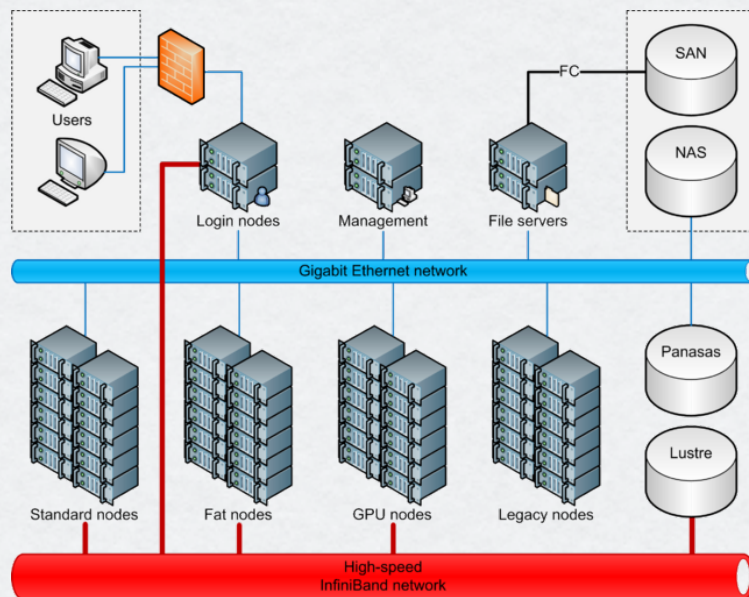 Users
FC
SAN
NAS
Login nodes
Management
File servers
Gigabit Ethernet network
Panasas
Lustre
Standard nodes
Fat nodes
GPU nodes
Legacy nodes
High-speed
InfiniBand network